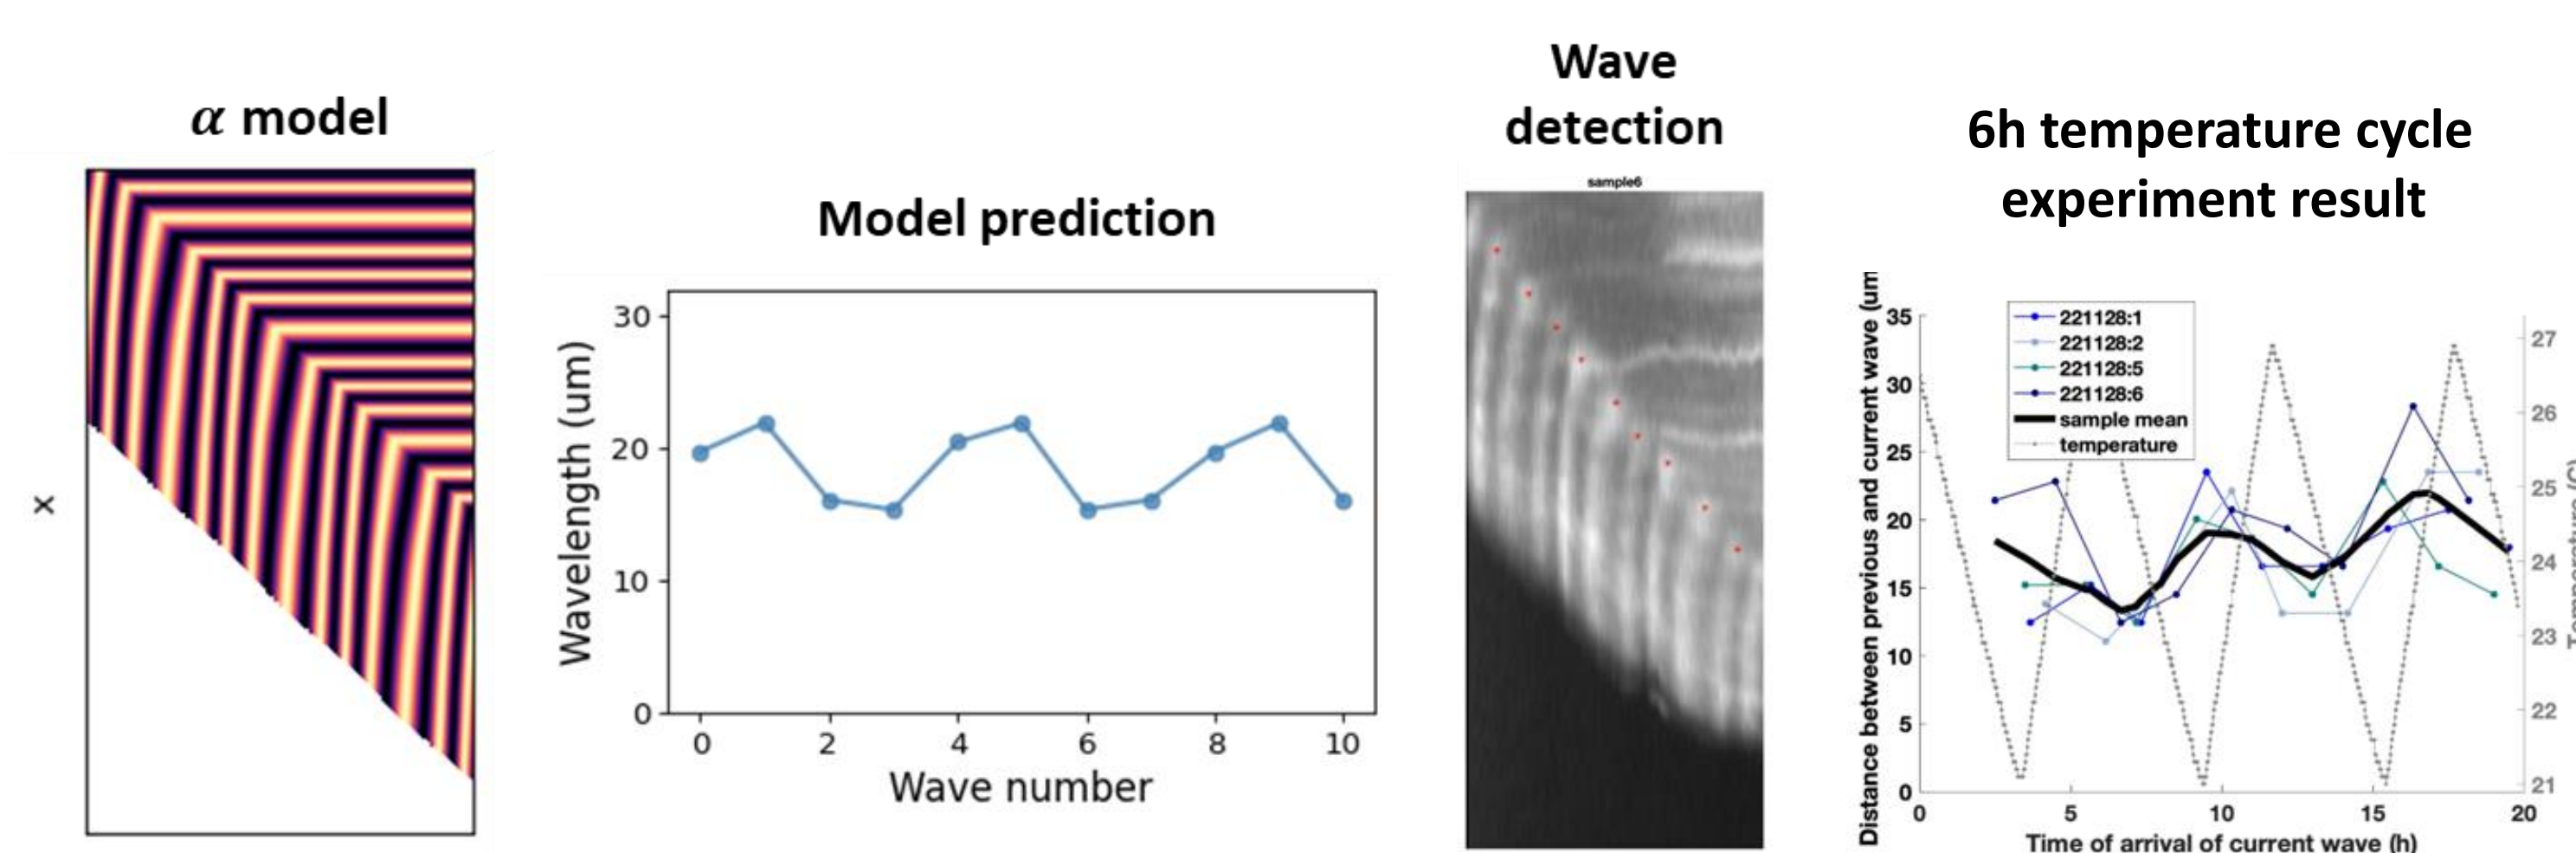 α model
x
Model prediction
Wavelength (um)
30
20
10
0
0 2 4 6 8 10
Wave number
Wave
detection
sample6
6h temperature cycle
experiment result
Distance between previous and current wave (um
35
30
25
20
15
10
5
0
221128:1
221128:2
221128:5
221128:6
sample mean
temperature
27
26
25
24
23
22
21
Temperature (C)
0 5 10 15 20
Time of arrival of current wave (h)